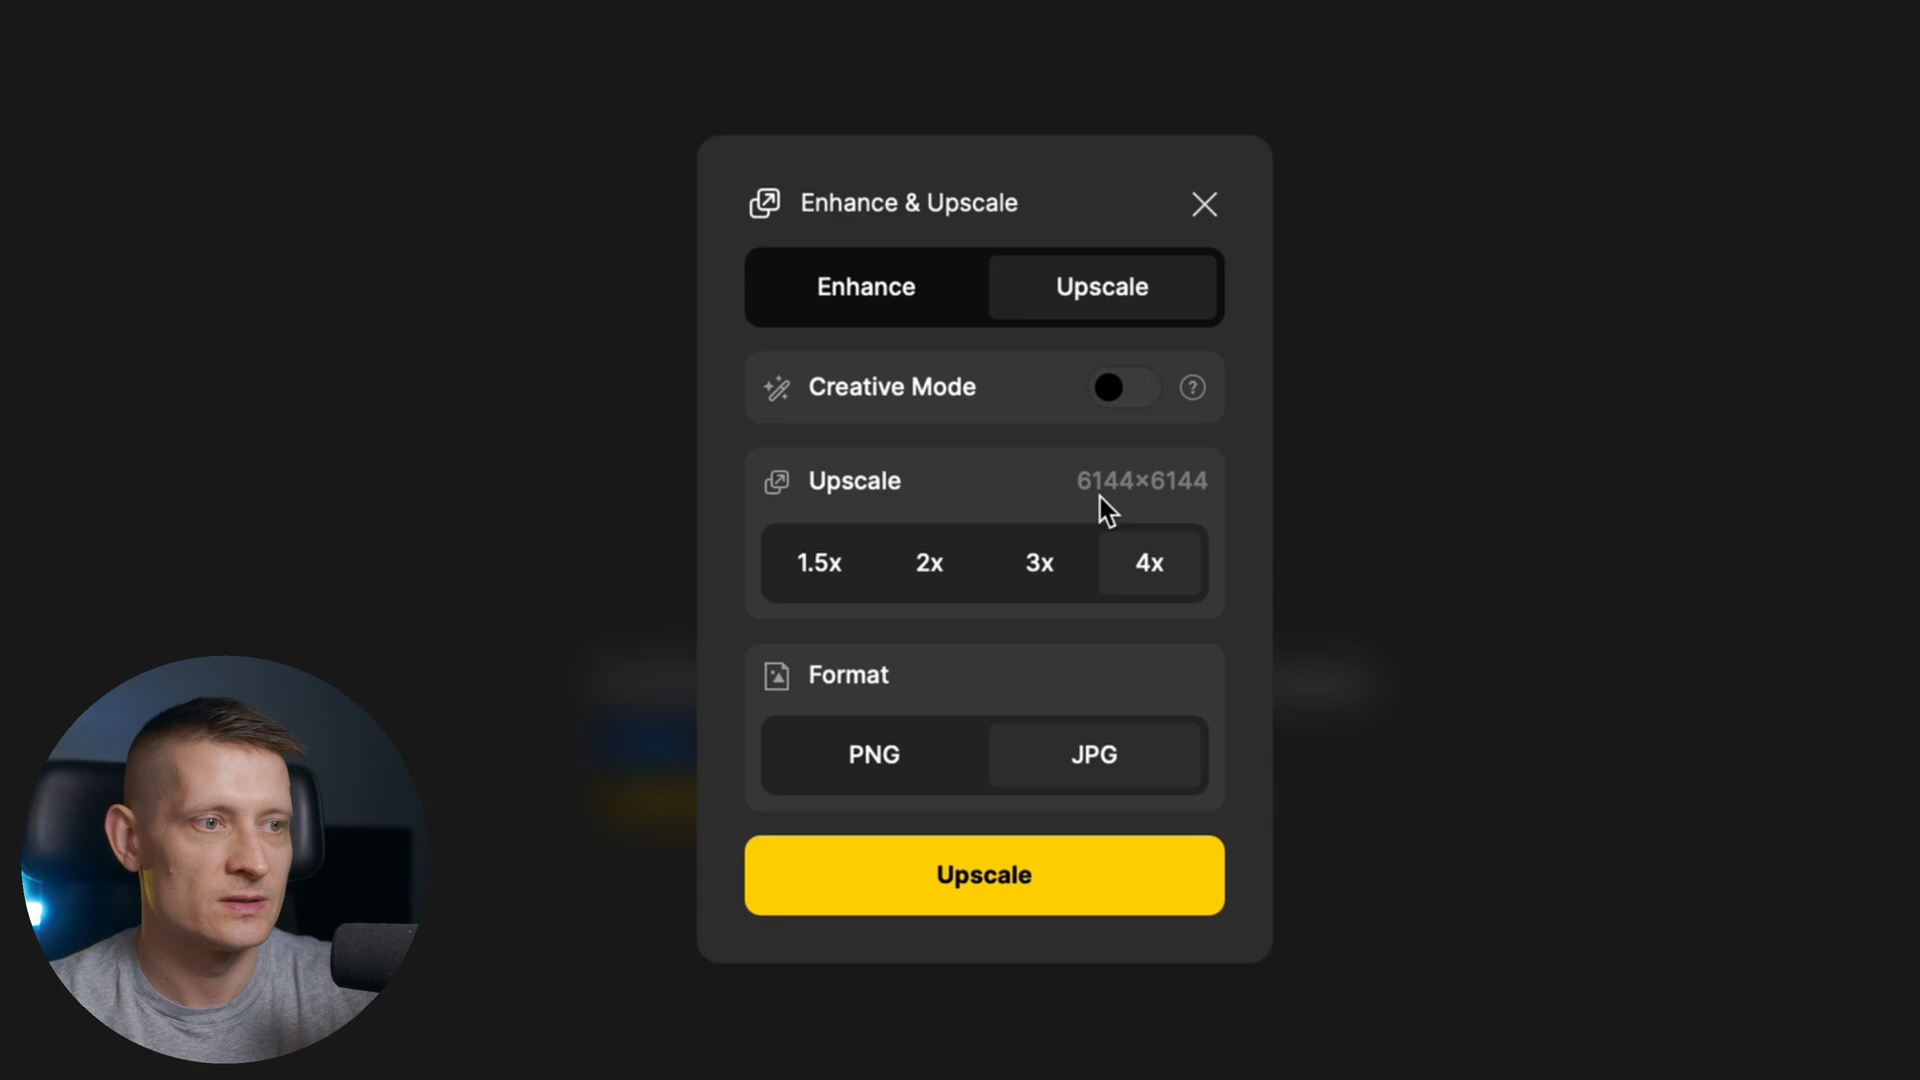 Enhance & Upscale
Enhance Upscale
Creative Mode ?
Upscale 6144×6144
1.5x 2x 3x 4x
Format
PNG JPG
Upscale